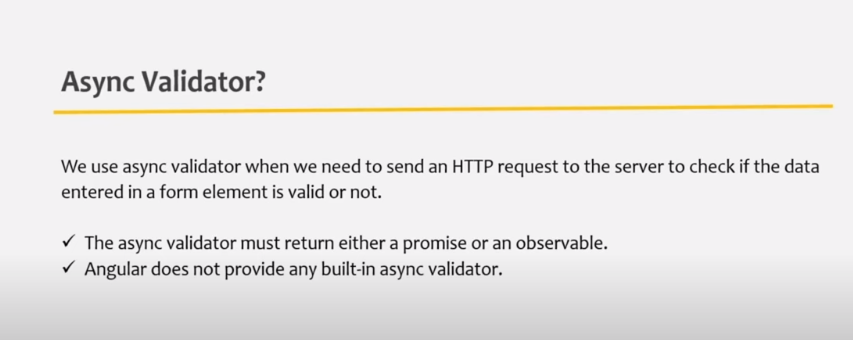 Async Validator?
We use async validator when we need to send an HTTP request to the server to check if the data
entered in a form element is valid or not.
✓ The async validator must return either a promise or an observable.
✓ Angular does not provide any built-in async validator.